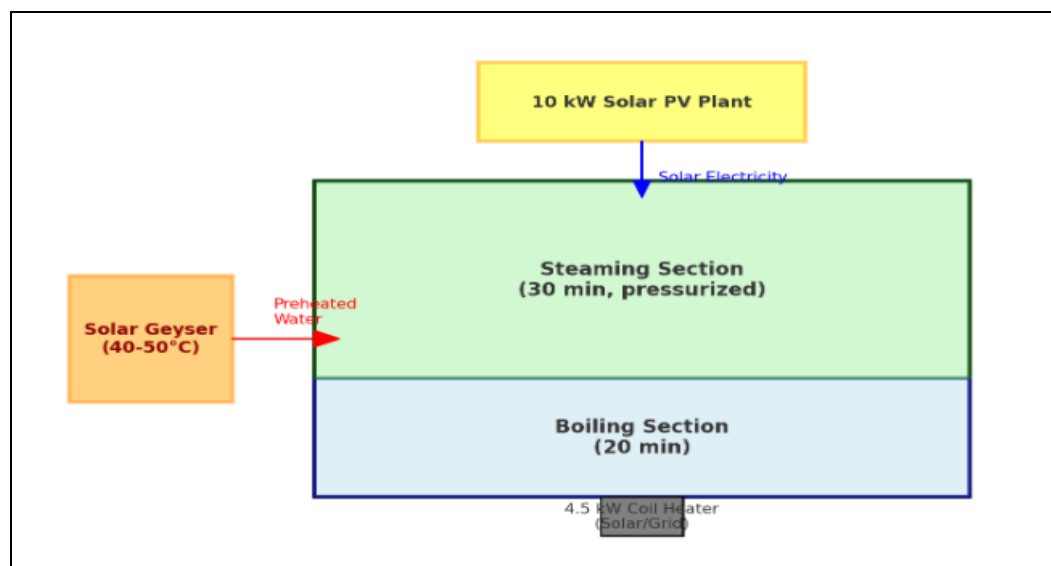 10 kW Solar PV Plant
Solar Electricity
Steaming Section
(30 min, pressurized)
Preheated
Water
Solar Geyser
(40-50°C)
Boiling Section
(20 min)
4.5 kW Coil Heater
(Solar/Grid)